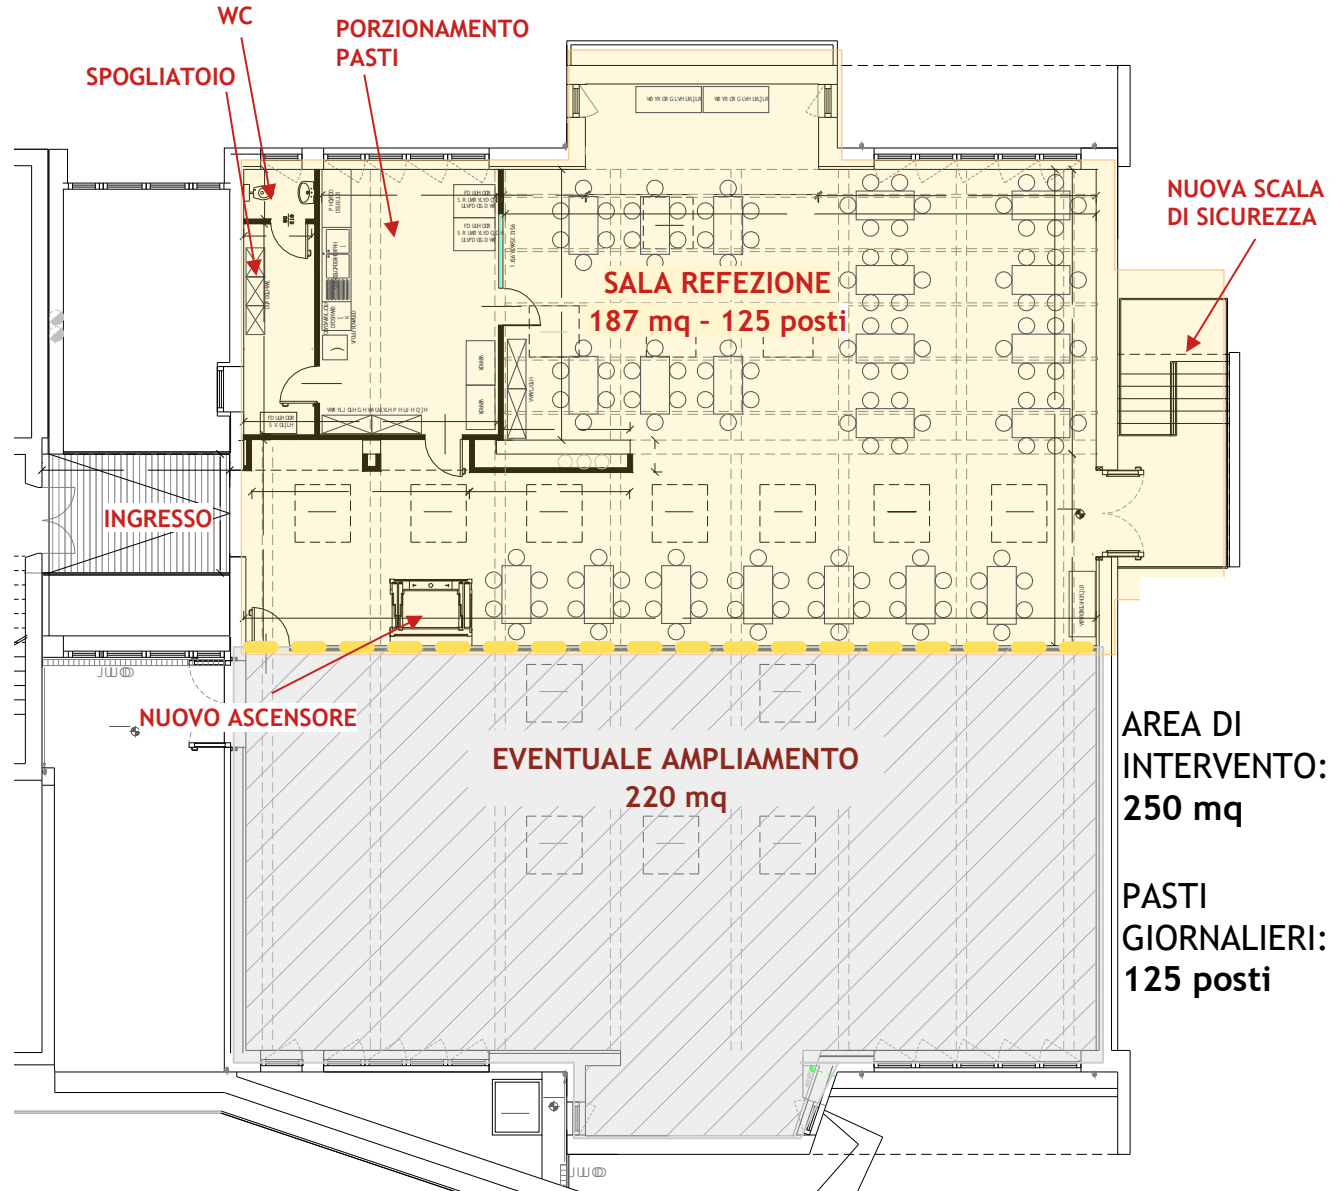 WC
PORZIONAMENTO
PASTI
SPOGLIATOIO
NUOVA SCALA
DI SICUREZZA
SALA REFEZIONE
187 mq - 125 posti
INGRESSO
NUOVO ASCENSORE
EVENTUALE AMPLIAMENTO
220 mq
AREA DI
INTERVENTO:
250 mq
PASTI
GIORNALIERI:
125 posti